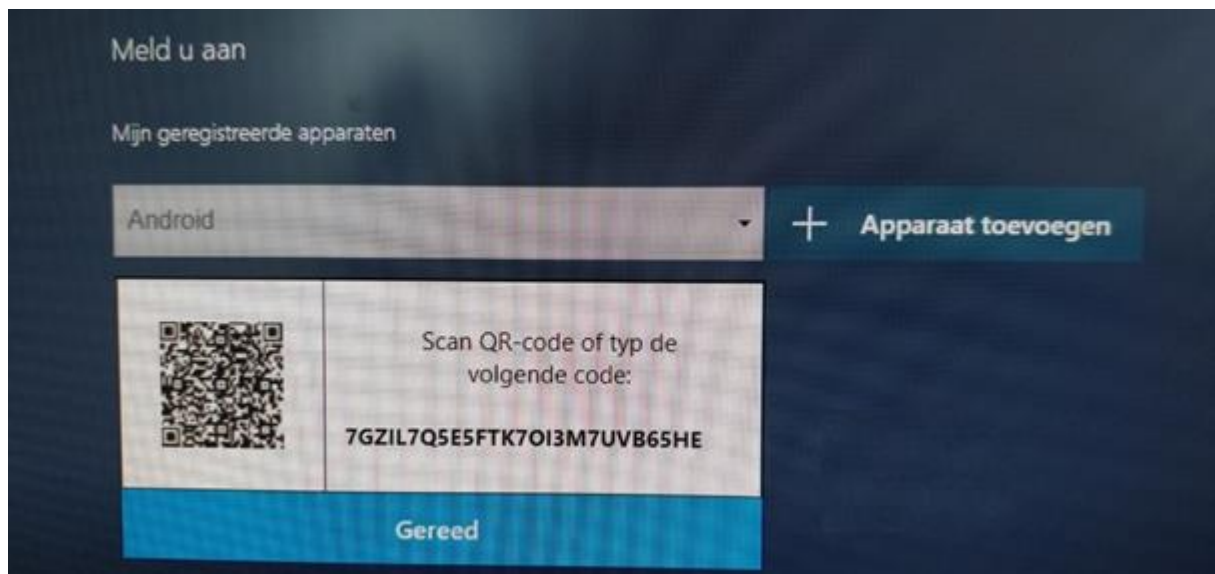 Meld u aan
Mijn geregistreerde apparaten
Android
+ Apparaat toevoegen
Scan QR-code of typ de
volgende code:
7GZIL7Q5E5FTK7OI3M7UVB65HE
Gereed